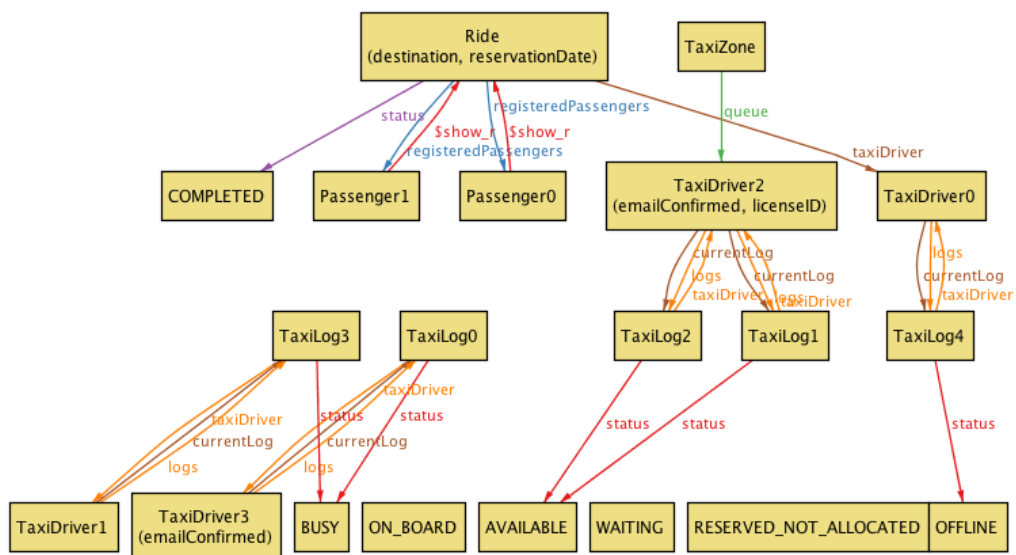 Ride
(destination, reservationDate)
TaxiZone
status
registeredPassengers
queue
$show_r
$show_r
registeredPassengers
taxiDriver
COMPLETED
Passenger1
Passenger0
TaxiDriver2
(emailConfirmed, licenseID)
TaxiDriver0
currentLog
logs
currentLog
taxiDriver
logs
taxiDriver
logs
currentLog
taxiDriver
TaxiLog3
TaxiLog0
TaxiLog2
TaxiLog1
TaxiLog4
taxiDriver
taxiDriver
status
status
status
status
status
currentLog
currentLog
logs
logs
TaxiDriver1
TaxiDriver3
(emailConfirmed)
BUSY
ON_BOARD
AVAILABLE
WAITING
RESERVED_NOT_ALLOCATED
OFFLINE